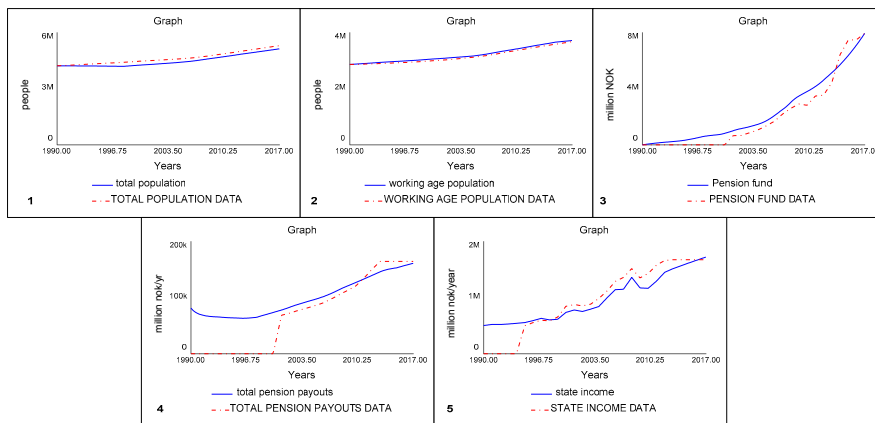 Graph
6M
3M
0
people
1990.00 1996.75 2003.50 2010.25 2017.00
Years
total population
TOTAL POPULATION DATA
1
Graph
4M
2M
0
people
1990.00 1996.75 2003.50 2010.25 2017.00
Years
working age population
WORKING AGE POPULATION DATA
2
Graph
8M
4M
0
million NOK
1990.00 1996.75 2003.50 2010.25 2017.00
Years
Pension fund
PENSION FUND DATA
3
Graph
200k
100k
0
million nok/yr
1990.00 1996.75 2003.50 2010.25 2017.00
Years
total pension payouts
TOTAL PENSION PAYOUTS DATA
4
Graph
2M
1M
0
million nok/year
1990.00 1996.75 2003.50 2010.25 2017.00
Years
state income
STATE INCOME DATA
5